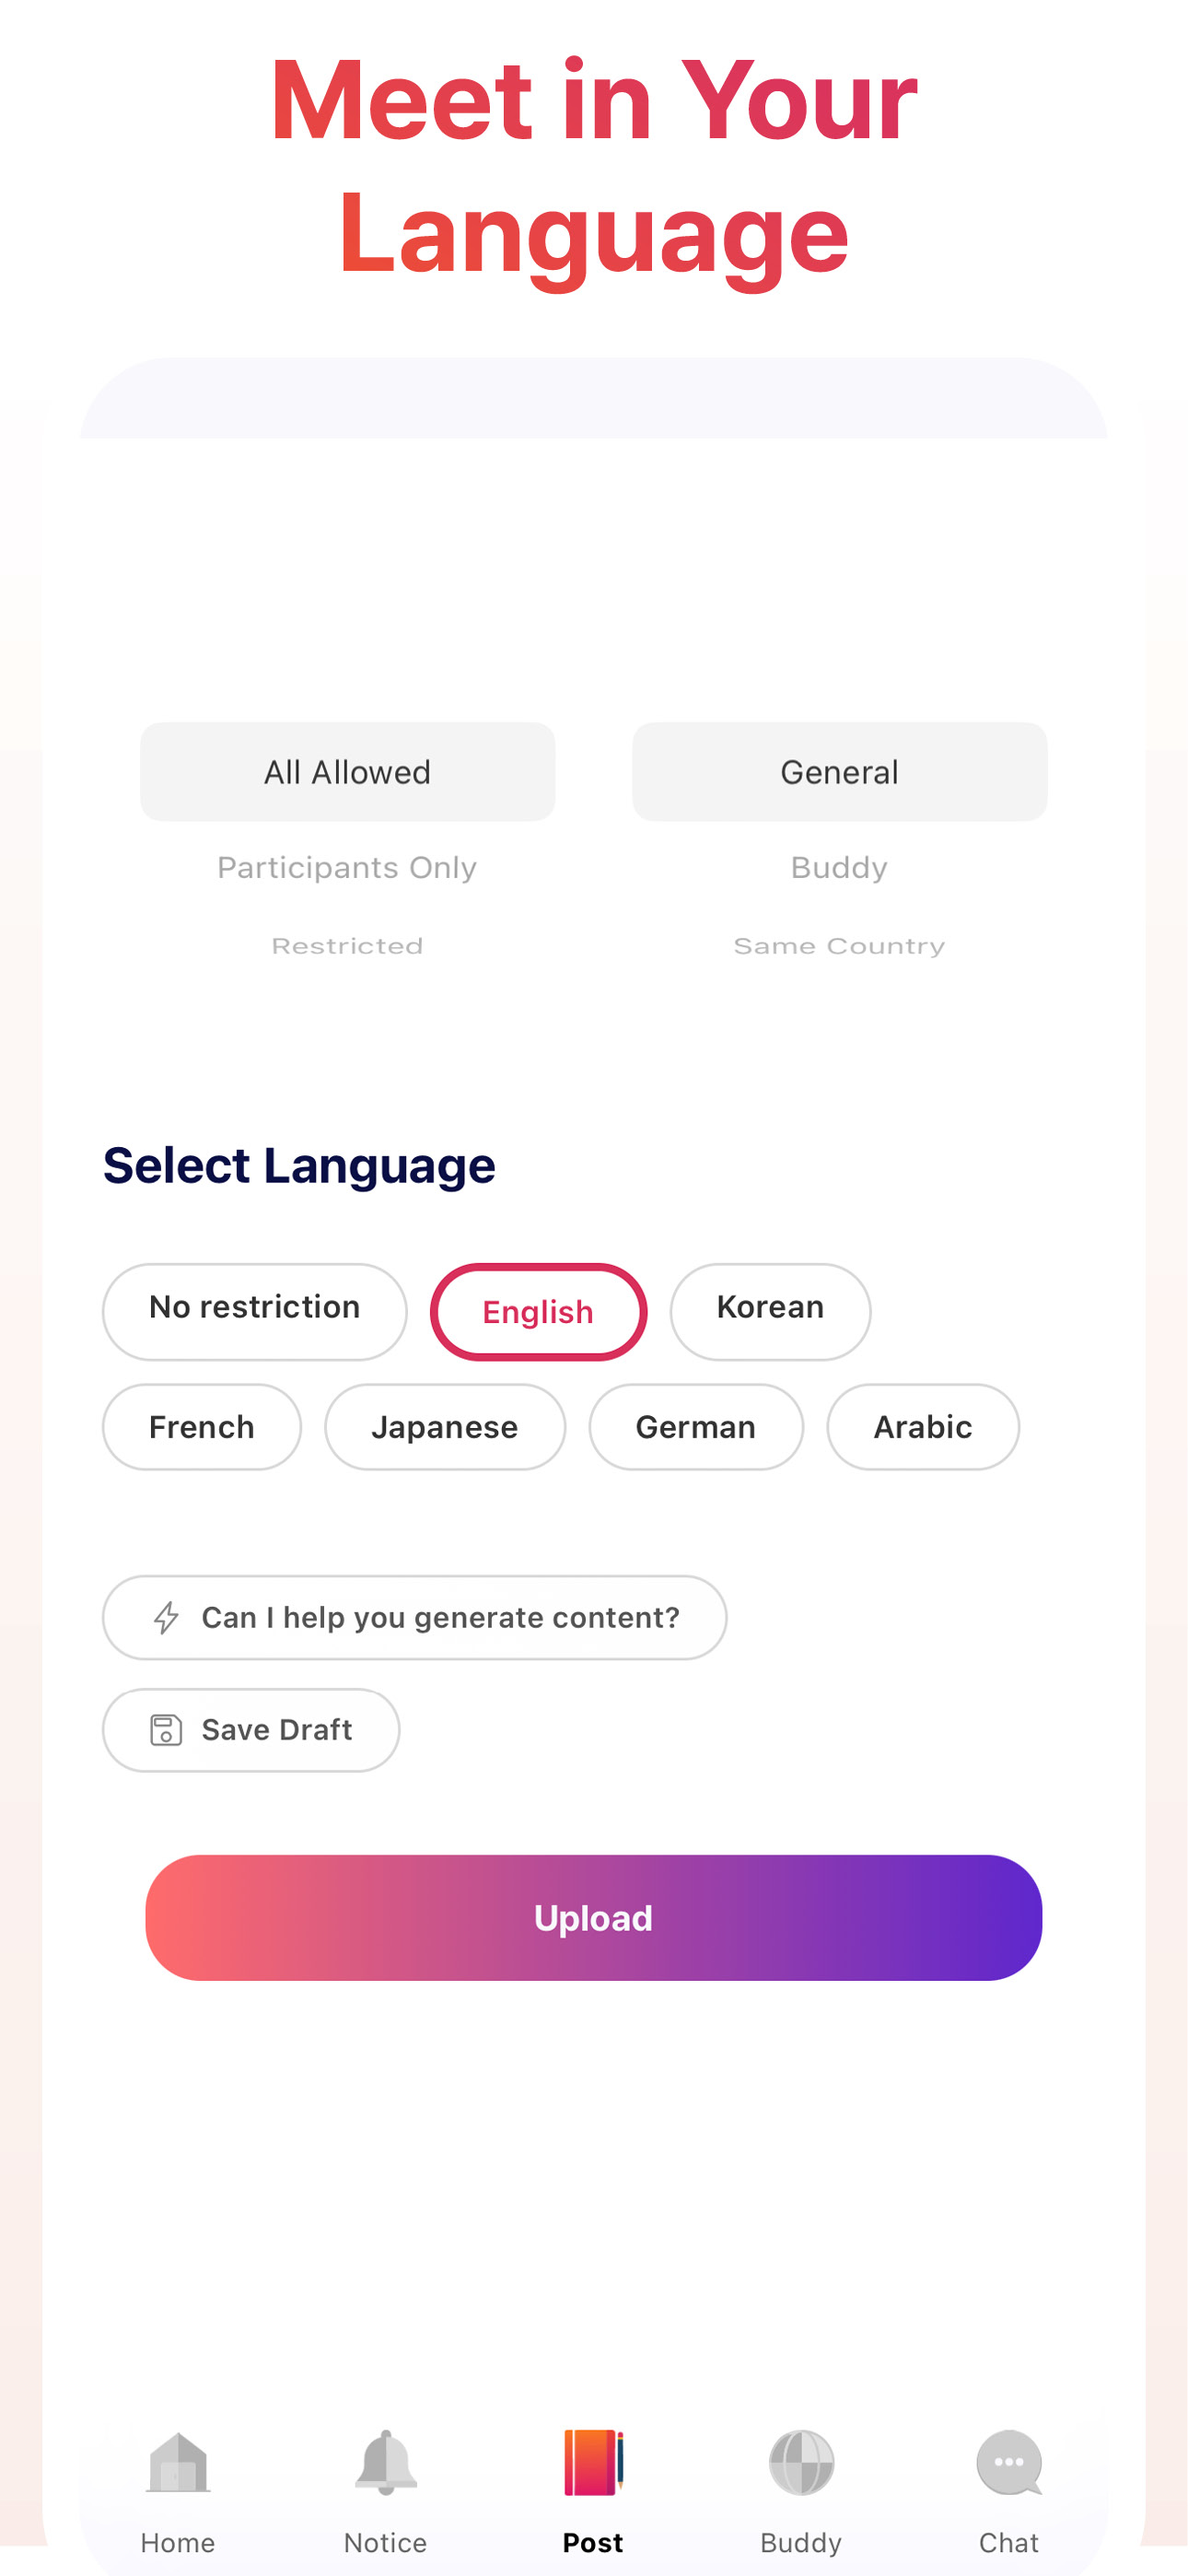 Meet in Your
Language
All Allowed General
Participants Only Buddy
Restricted Same Country
Select Language
No restriction English Korean
French Japanese German Arabic
Can I help you generate content?
Save Draft
Upload
Home Notice Post Buddy Chat